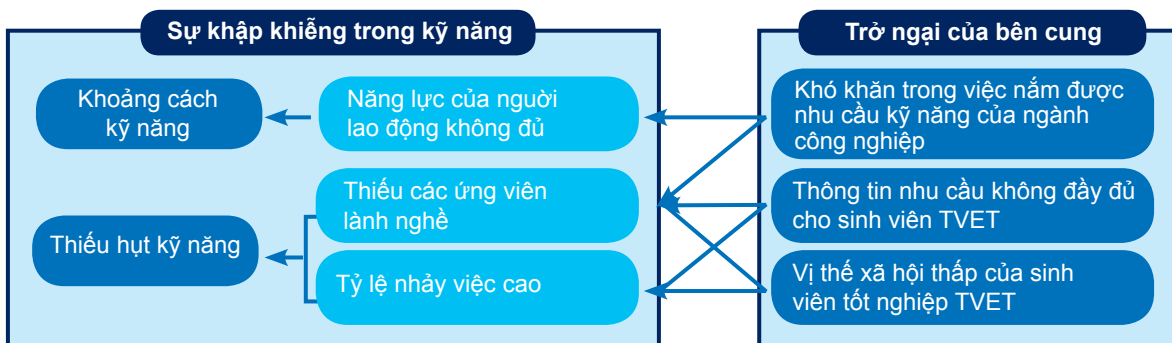 Sự khập khiễng trong kỹ năng
Khoảng cách
kỹ năng
Năng lực của nguời
lao động không đủ
Thiếu các ứng viên
lành nghề
Thiếu hụt kỹ năng
Tỷ lệ nhảy việc cao
Trở ngại của bên cung
Khó khăn trong việc nắm được
nhu cầu kỹ năng của ngành
công nghiệp
Thông tin nhu cầu không đầy đủ
cho sinh viên TVET
Vị thế xã hội thấp của sinh
viên tốt nghiệp TVET